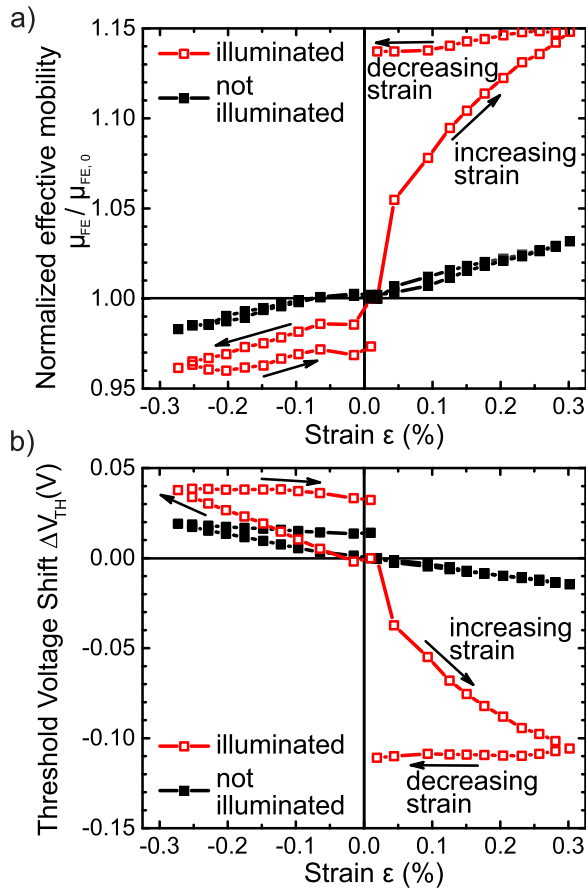 a)
1.15
1.10
1.05
1.00
0.95
Normalized effective mobility
μFE / μFE, 0
illuminated
not
illuminated
decreasing
strain
increasing
strain
-0.3 -0.2 -0.1 0.0 0.1 0.2 0.3
Strain ε (%)
b)
0.05
0.00
-0.05
-0.10
-0.15
Threshold Voltage Shift ΔVTH(V)
increasing
strain
illuminated
not
illuminated
decreasing
strain
-0.3 -0.2 -0.1 0.0 0.1 0.2 0.3
Strain ε (%)